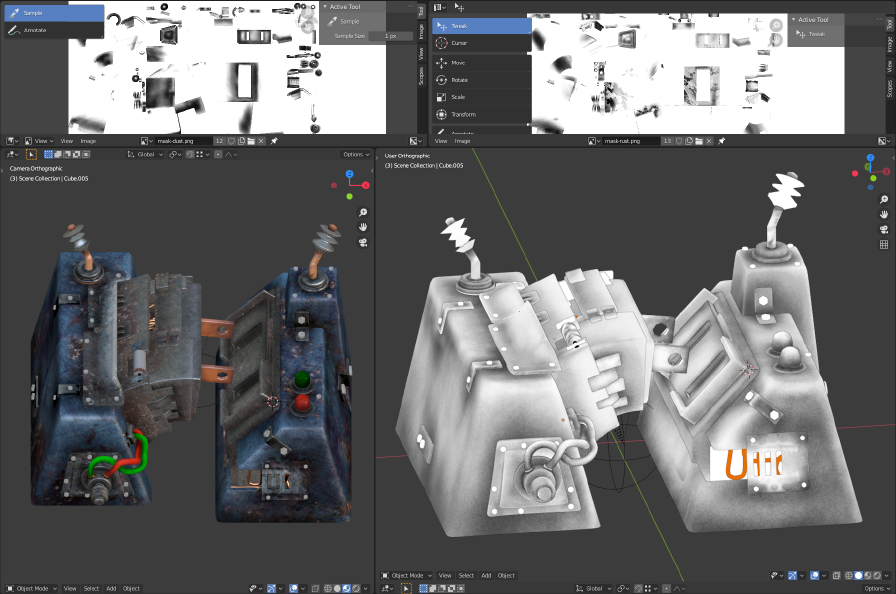 Sample
Annotate
Active Tool
Sample
Sample Size
1 px
Tool
Image
View
Scopes
View
View
Image
mask-dust.png
12
Tweak
Cursor
Move
Rotate
Scale
Transform
Annotate
Active Tool
Tweak
Tool
Image
View
Scopes
View
Image
mask-rust.png
13
Global
Options
Camera Orthographic
(3) Scene Collection | Cube.005
Z
X
Object Mode
View
Select
Add
Object
User Orthographic
(3) Scene Collection | Cube.005
Z
X
Object Mode
View
Select
Add
Object
Global
Options